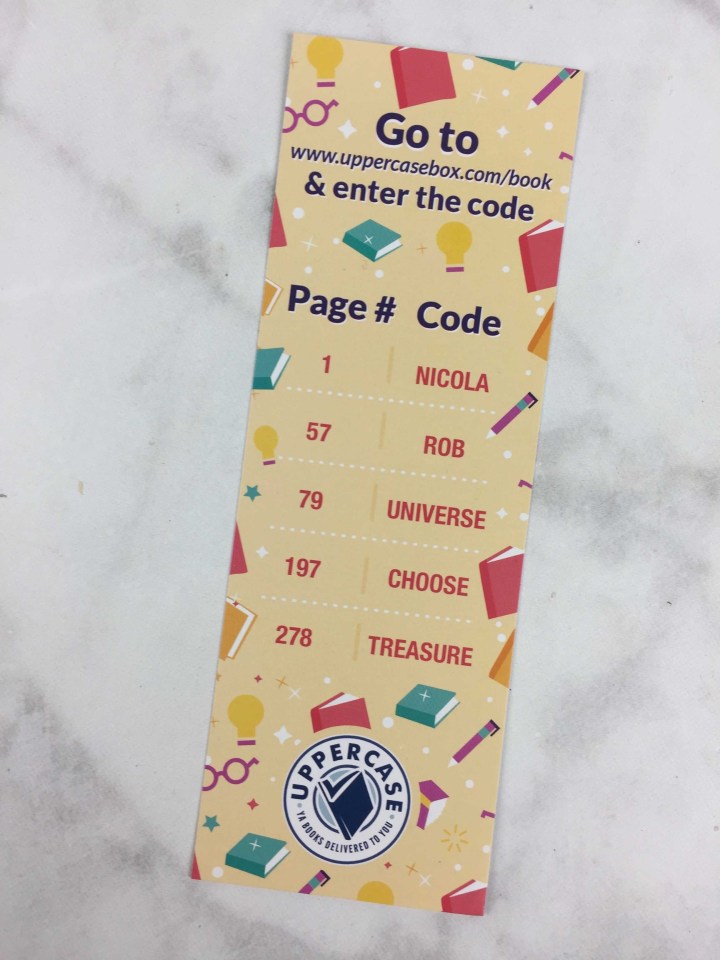 Go to
www.uppercasebox.com/book
& enter the code
Page # Code
1 NICOLA
57 ROB
79 UNIVERSE
197 CHOOSE
278 TREASURE
UPPERCASE
YA BOOKS DELIVERED TO YOU